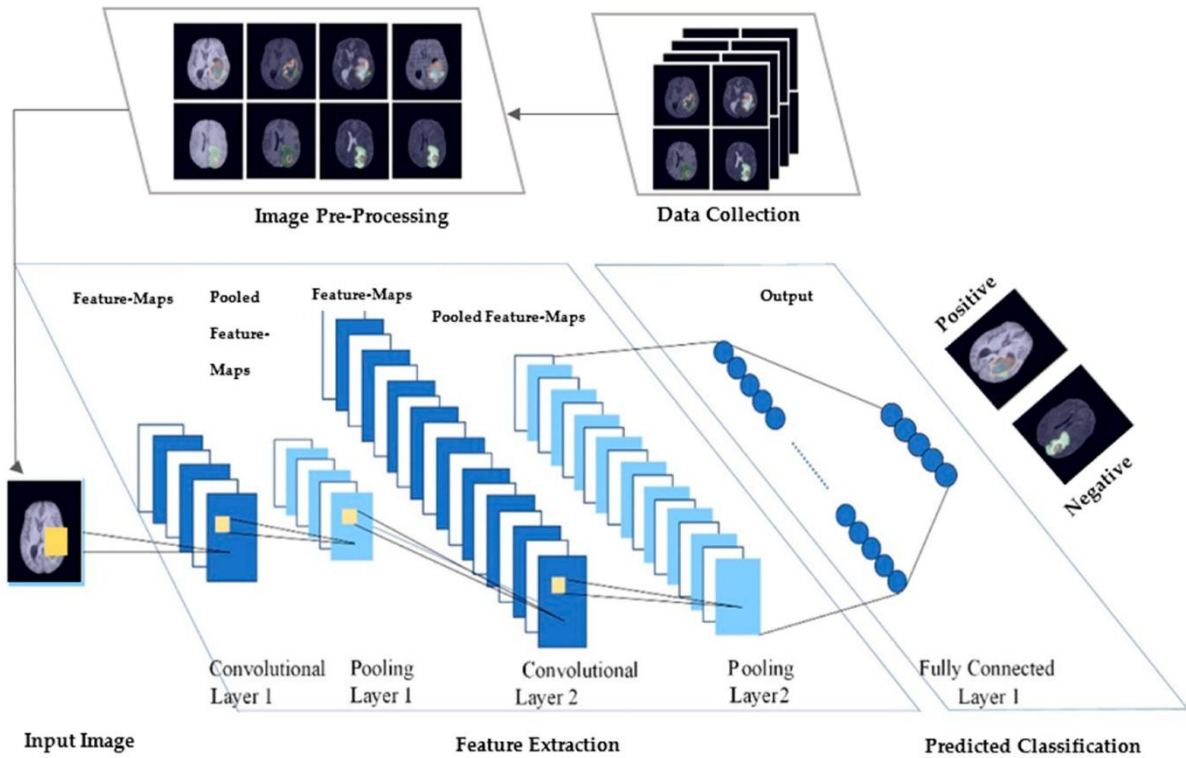 Image Pre-Processing
Data Collection
Feature-Maps
Pooled
Feature-
Maps
Feature-Maps
Pooled Feature-Maps
Output
Positive
Negative
Convolutional
Layer 1
Pooling
Layer 1
Convolutional
Layer 2
Pooling
Layer2
Fully Connected
Layer 1
Input Image
Feature Extraction
Predicted Classification